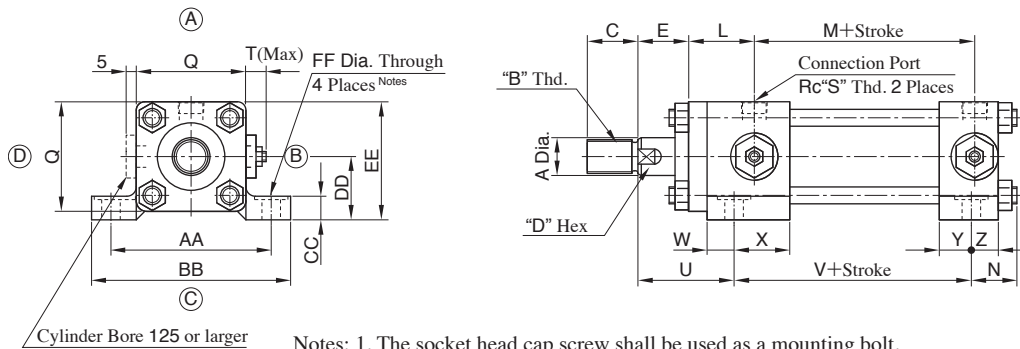 A
5
Q
T(Max)
FF Dia. Through
4 Places Notes
Q
D
B
DD
EE
CC
AA
BB
C
Cylinder Bore 125 or larger
C
E
L
M+Stroke
"B" Thd.
Connection Port
Rc"S" Thd. 2 Places
A Dia.
"D" Hex
W
X
Y
Z
U
V+Stroke
N
Notes: 1. The socket head cap screw shall be used as a mounting bolt.